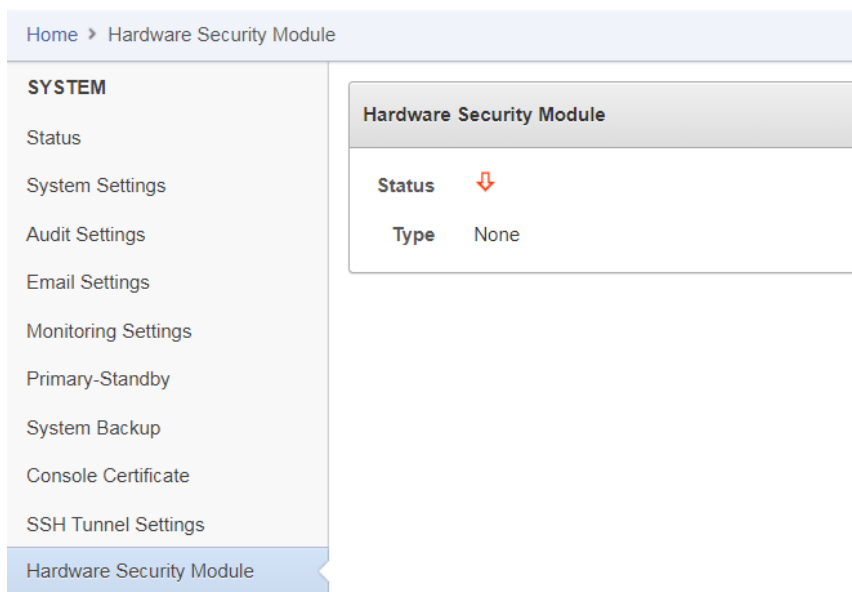 Home > Hardware Security Module
SYSTEM
Status
System Settings
Audit Settings
Email Settings
Monitoring Settings
Primary-Standby
System Backup
Console Certificate
SSH Tunnel Settings
Hardware Security Module
Hardware Security Module
Status
Type None